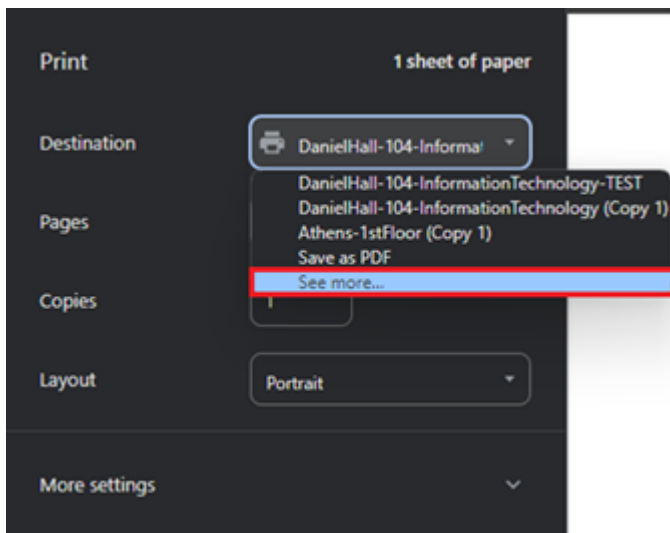 Print 1 sheet of paper
Destination DanielHall-104-Informat
DanielHall-104-InformationTechnology-TEST
DanielHall-104-InformationTechnology (Copy 1)
Athens-1stFloor (Copy 1)
Save as PDF
See more...
Pages
Copies 1
Layout Portrait
More settings